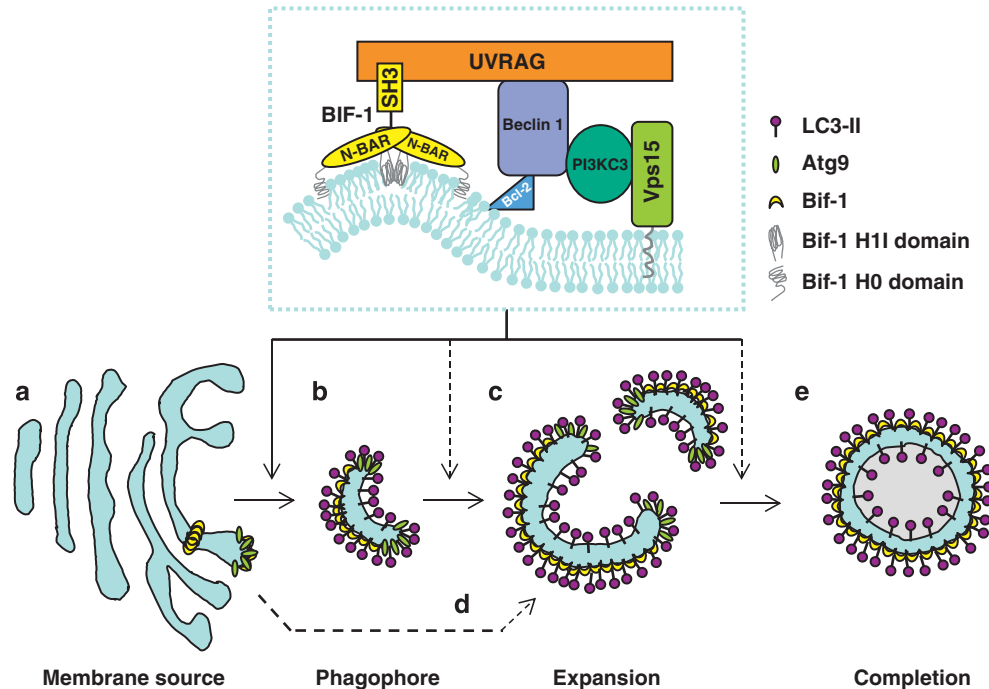 UVRAG
SH3
BIF-1
N-BAR
N-BAR
Beclin 1
Bcl-2
PI3KC3
Vps15
LC3-II
Atg9
Bif-1
Bif-1 H1I domain
Bif-1 H0 domain
a
b
c
e
d
Membrane source
Phagophore
Expansion
Completion